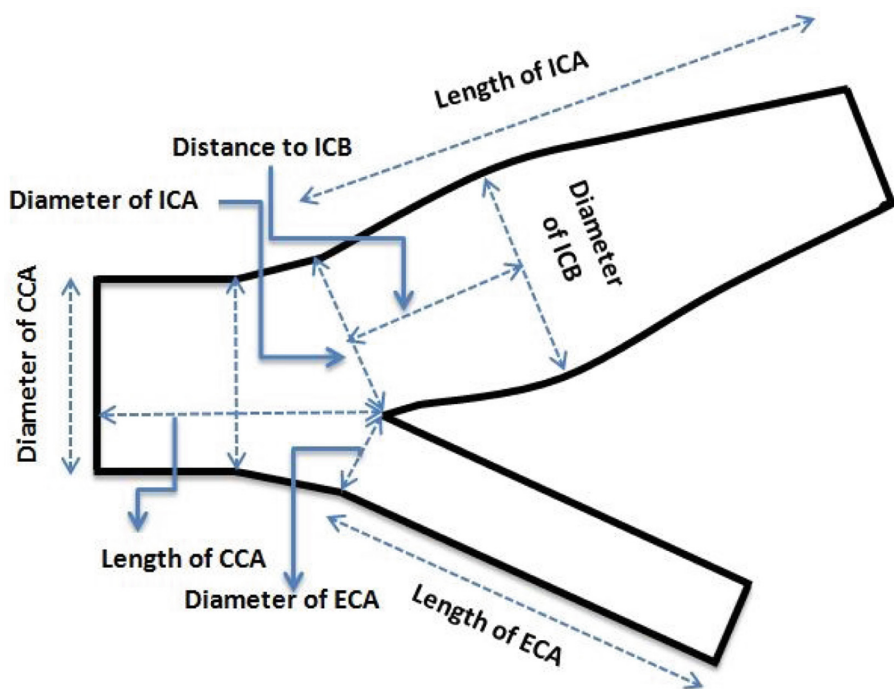 Length of ICA
Distance to ICB
Diameter of ICA
Diameter
of ICB
Diameter of CCA
Length of CCA
Diameter of ECA
Length of ECA